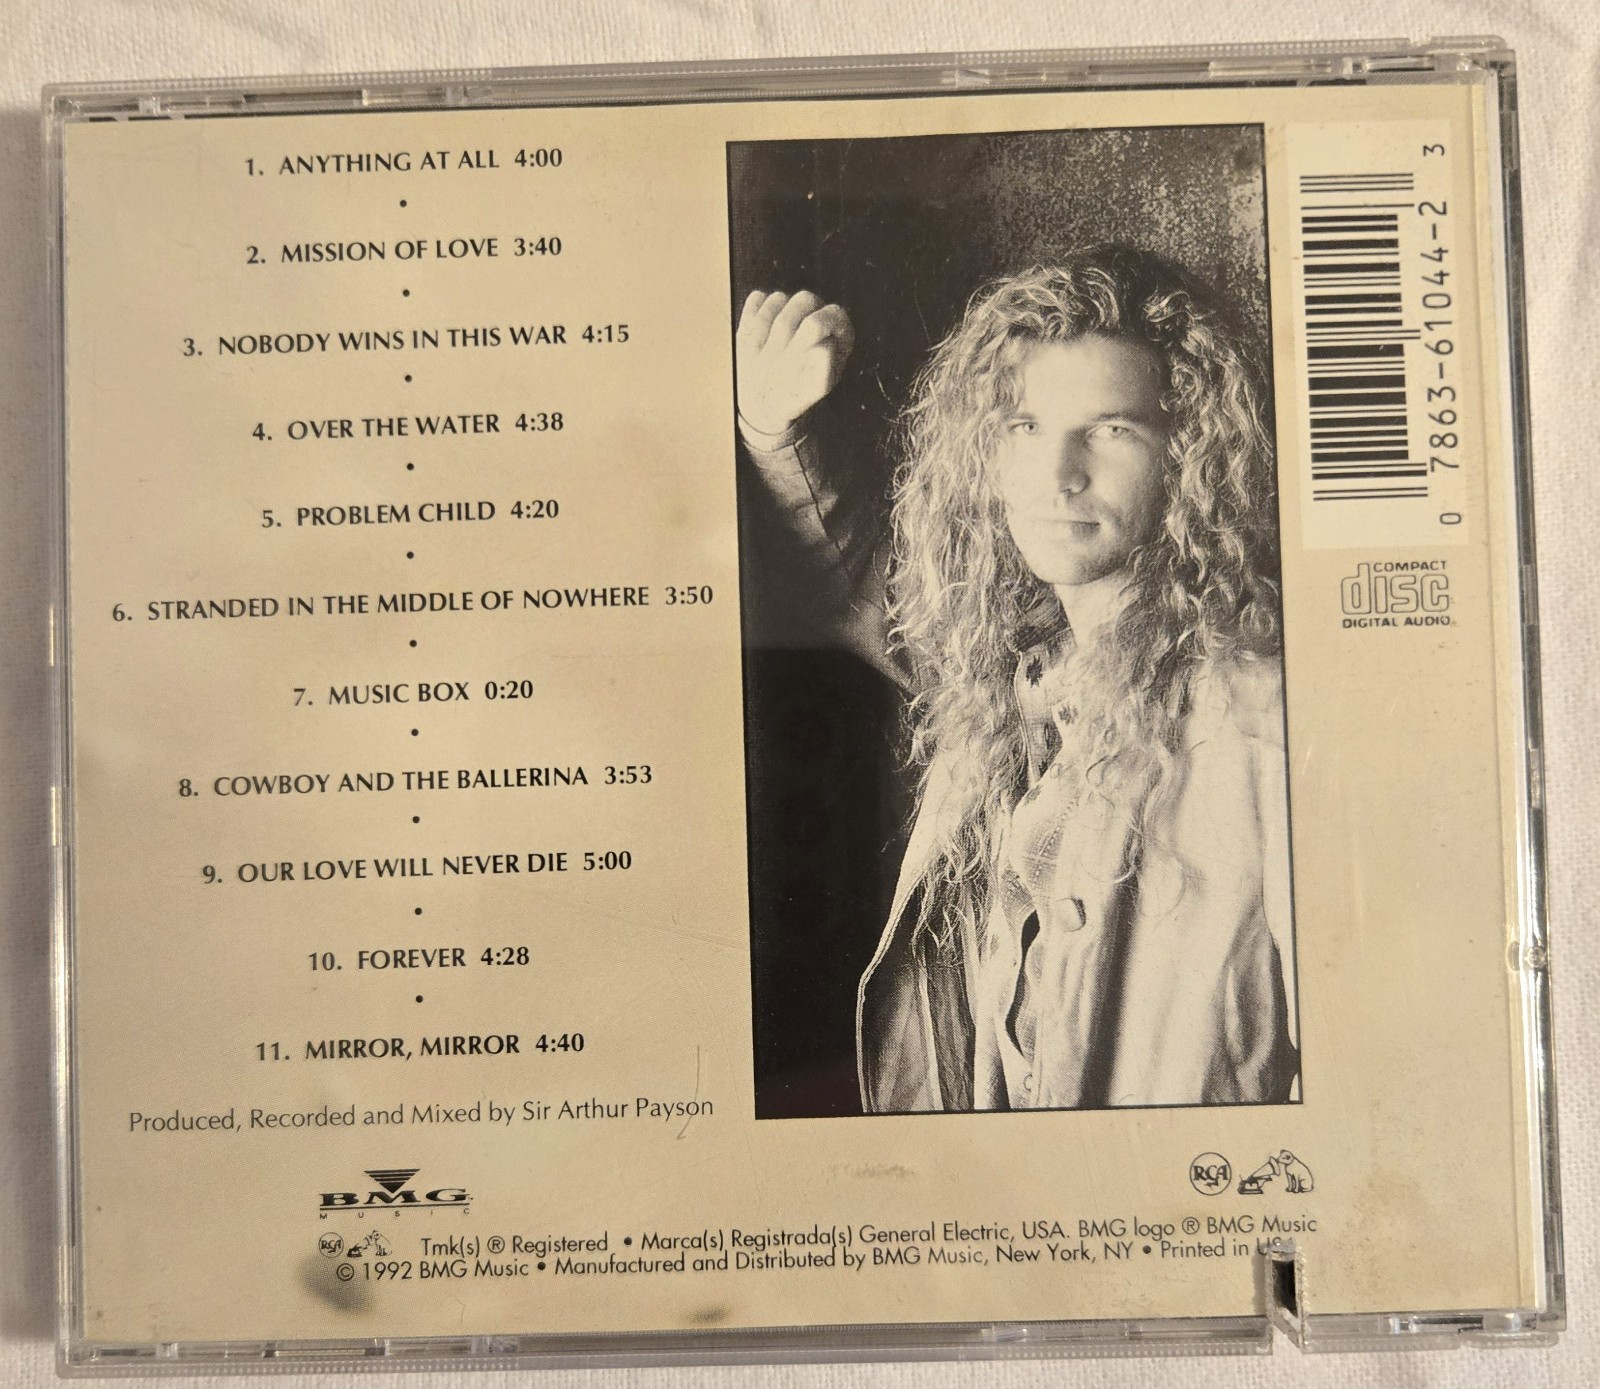 1. ANYTHING AT ALL 4:00
•
2. MISSION OF LOVE 3:40
•
3. NOBODY WINS IN THIS WAR 4:15
•
4. OVER THE WATER 4:38
•
5. PROBLEM CHILD 4:20
•
6. STRANDED IN THE MIDDLE OF NOWHERE 3:50
•
7. MUSIC BOX 0:20
•
8. COWBOY AND THE BALLERINA 3:53
•
9. OUR LOVE WILL NEVER DIE 5:00
•
10. FOREVER 4:28
•
11. MIRROR, MIRROR 4:40
Produced, Recorded and Mixed by Sir Arthur Payson
0 7863-61044-2 3
COMPACT
disc
DIGITAL AUDIO
BMG
MUSIC
RCA
RCA Tmk(s) ® Registered • Marca(s) Registrada(s) General Electric, USA. BMG logo ® BMG Music
© 1992 BMG Music • Manufactured and Distributed by BMG Music, New York, NY • Printed in USA